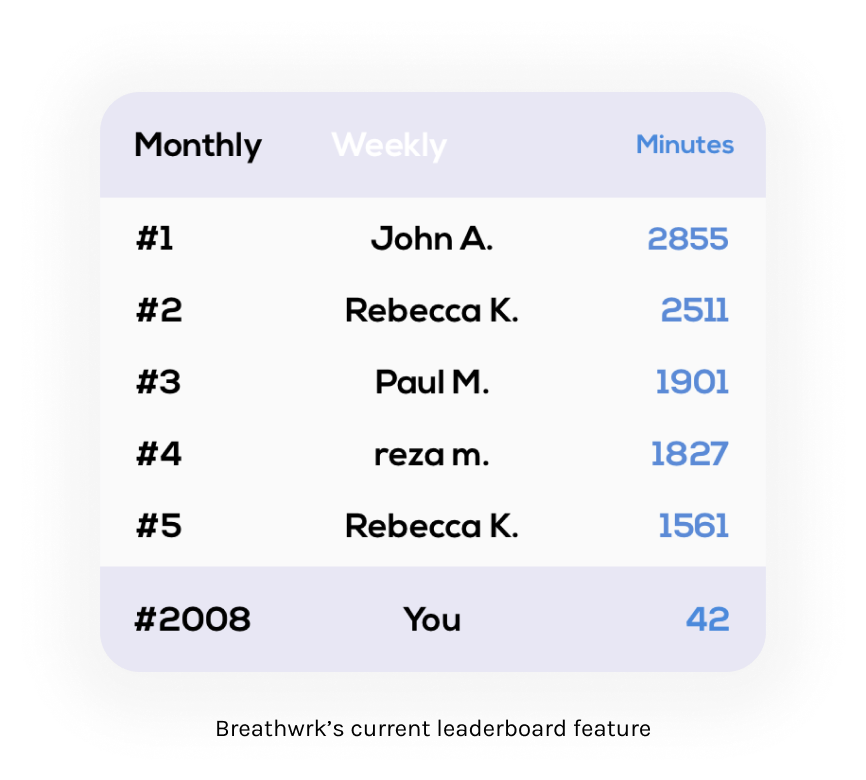 Monthly Weekly Minutes
#1 John A. 2855
#2 Rebecca K. 2511
#3 Paul M. 1901
#4 reza m. 1827
#5 Rebecca K. 1561
#2008 You 42
Breathwrk’s current leaderboard feature